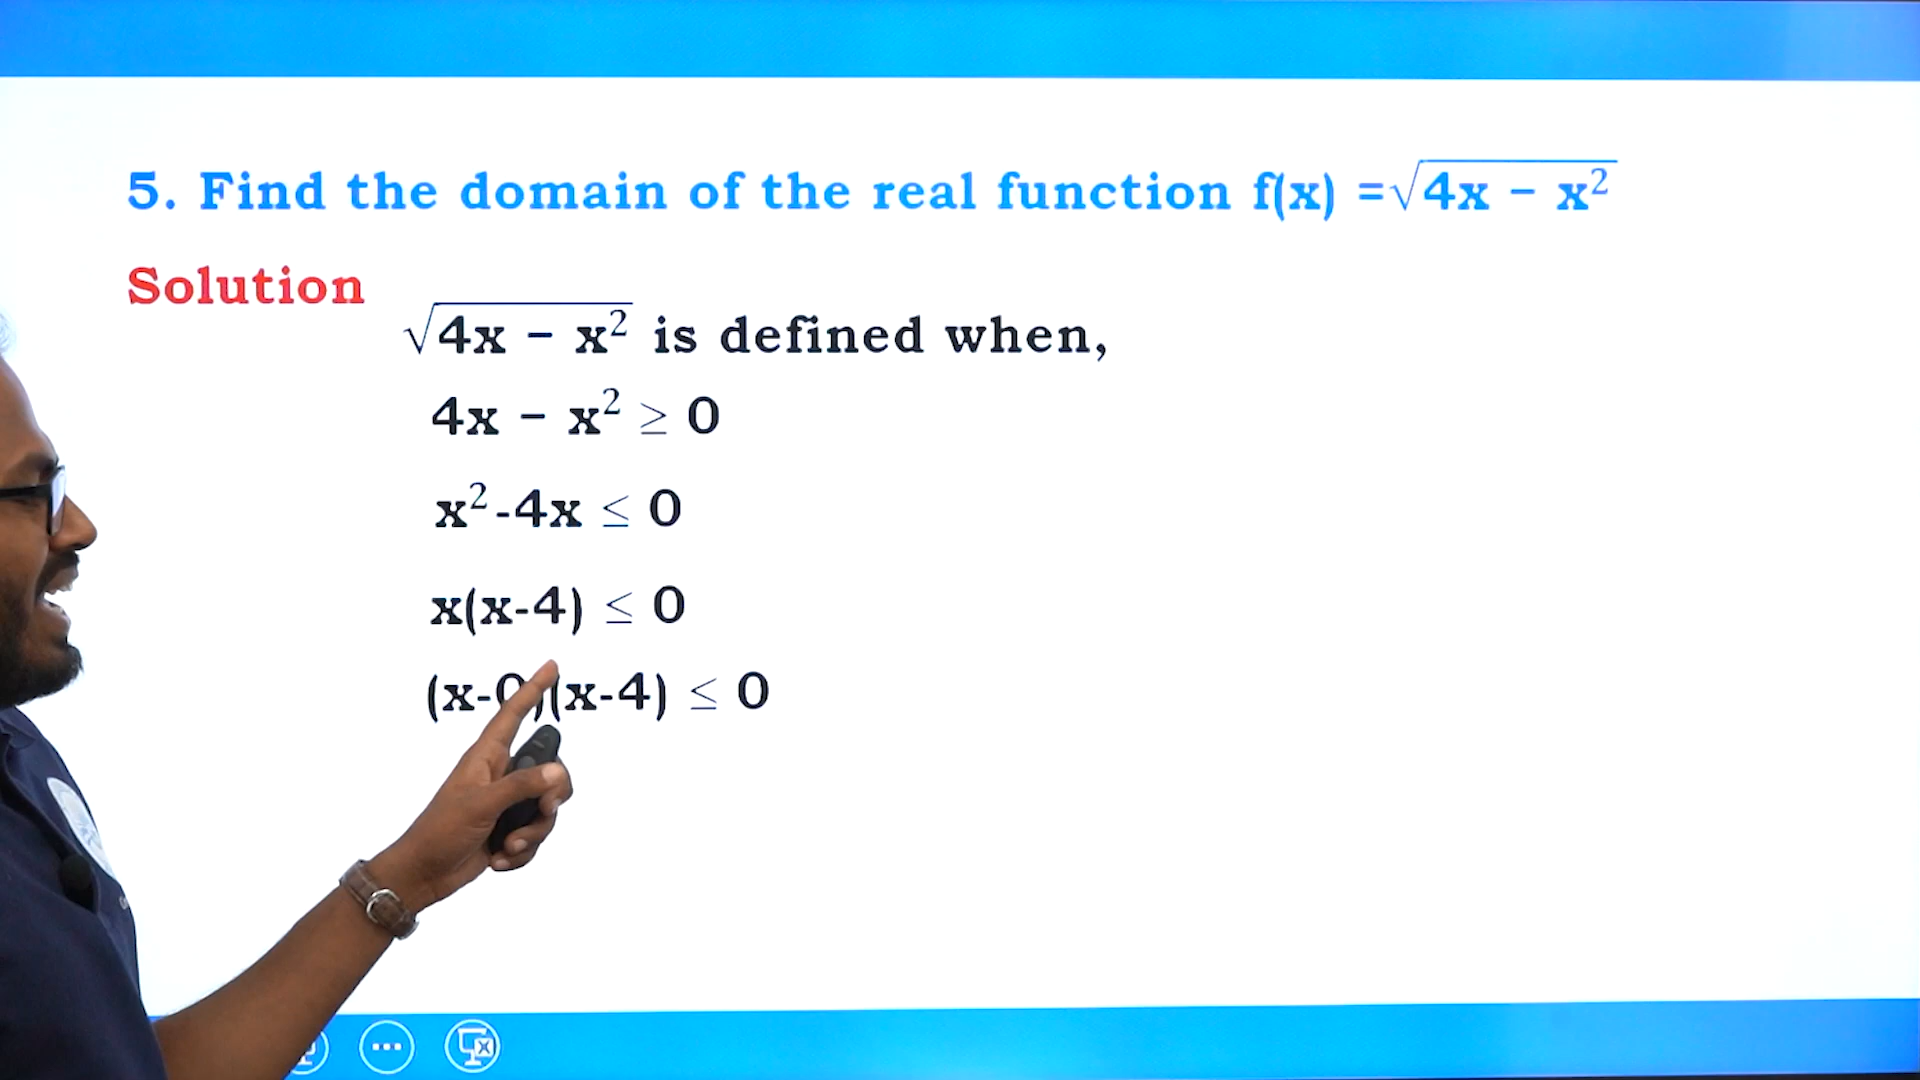 5. Find the domain of the real function f(x) =√4x − x²
Solution
√4x − x² is defined when,
4x − x² ≥ 0
x²-4x ≤ 0
x(x-4) ≤ 0
(x-0)(x-4) ≤ 0